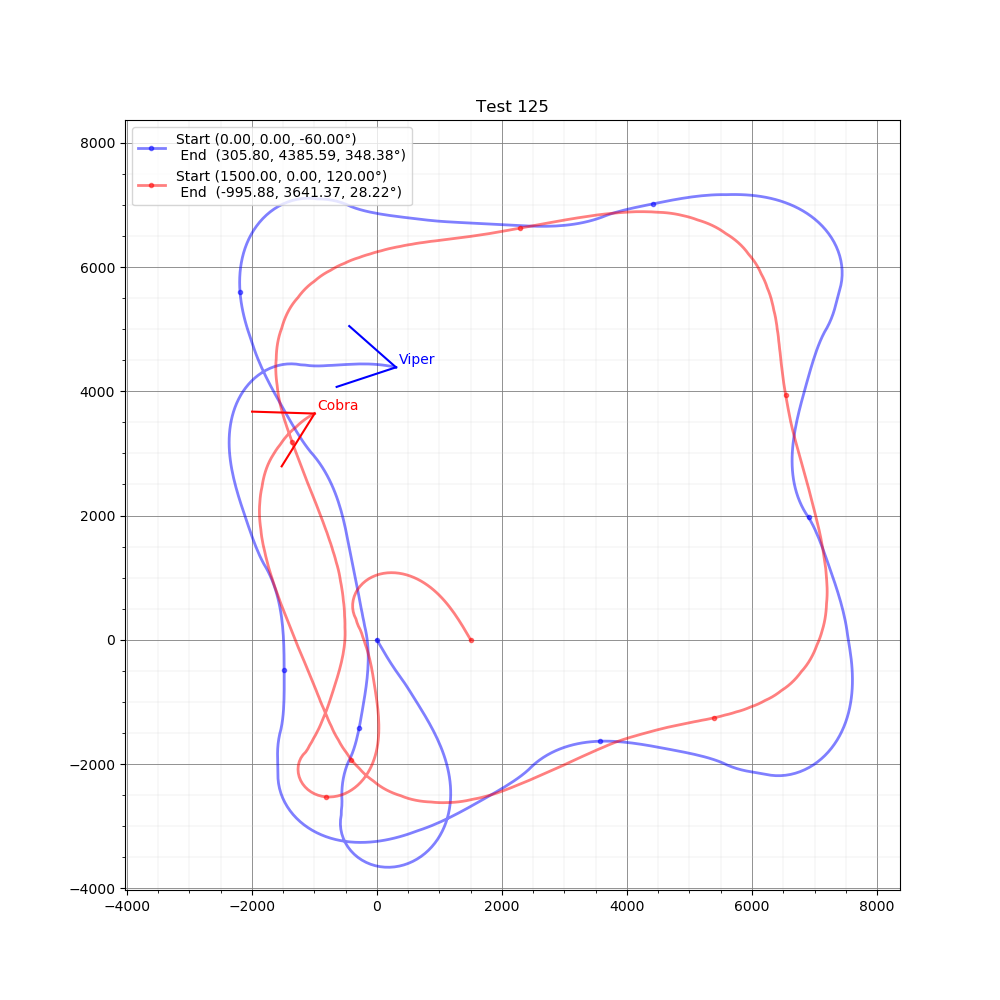 Test 125
Start (0.00, 0.00, -60.00°)
End  (305.80, 4385.59, 348.38°)
Start (1500.00, 0.00, 120.00°)
End  (-995.88, 3641.37, 28.22°)
8000
6000
4000
2000
0
−2000
−4000
Viper
Cobra
−4000 −2000 0 2000 4000 6000 8000